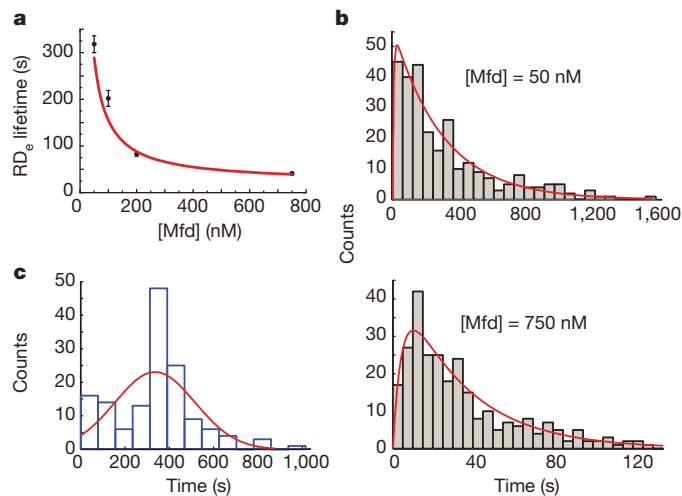 a
RDe lifetime (s)
300
200
100
0
0 200 400 600 800
[Mfd] (nM)
b
[Mfd] = 50 nM
50
40
30
20
10
0
0 400 800 1,200 1,600
Counts
c
Counts
50
40
30
20
10
0
0 200 400 600 800 1,000
Time (s)
[Mfd] = 750 nM
40
30
20
10
0
0 40 80 120
Time (s)